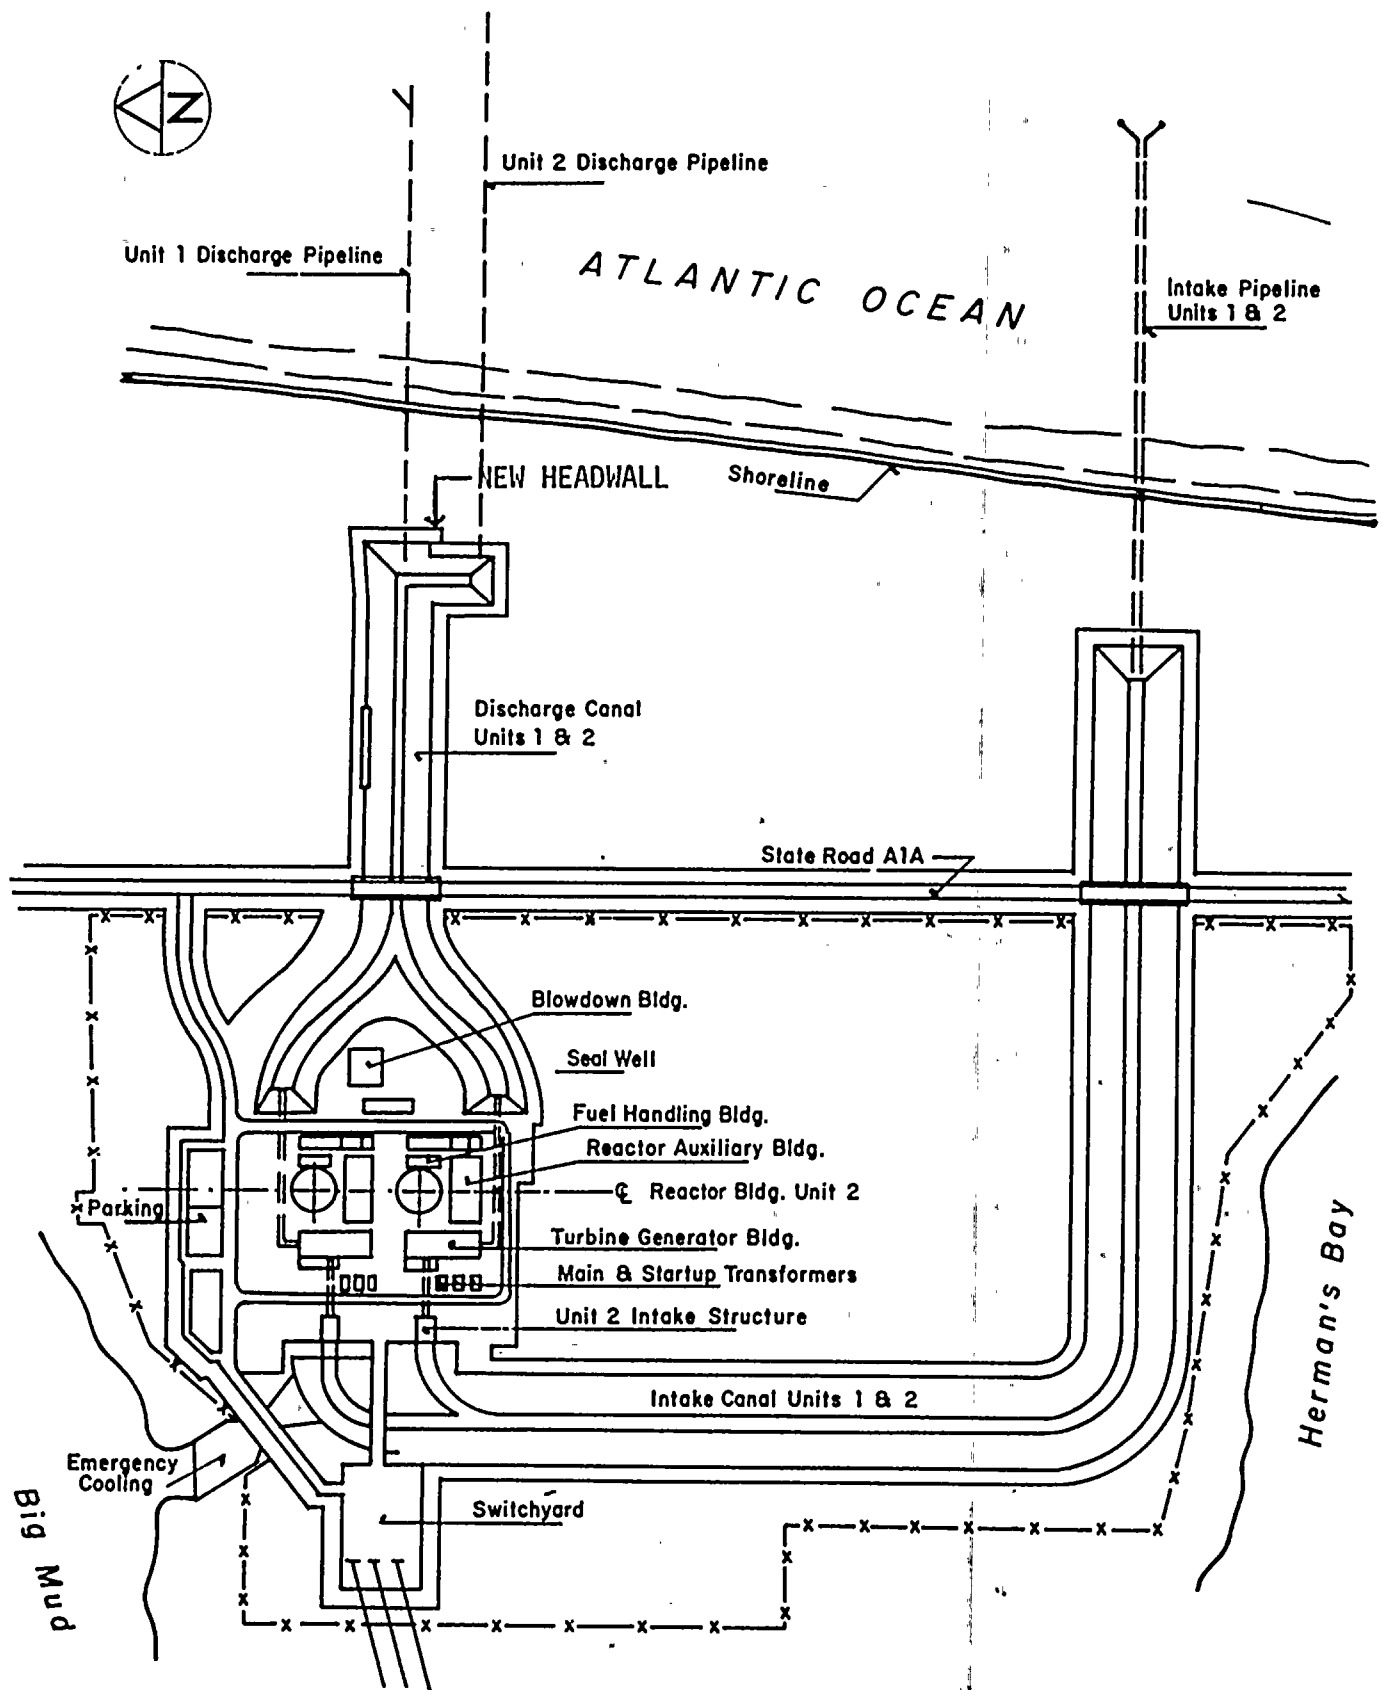 N
Unit 2 Discharge Pipeline
Unit 1 Discharge Pipeline
ATLANTIC OCEAN
Intake Pipeline
Units 1 & 2
NEW HEADWALL
Shoreline
Discharge Canal
Units 1 & 2
State Road A1A
Blowdown Bldg.
Seal Well
Fuel Handling Bldg.
Reactor Auxiliary Bldg.
℄ Reactor Bldg. Unit 2
Parking
Turbine Generator Bldg.
Main & Startup Transformers
Unit 2 Intake Structure
Herman's Bay
Intake Canal Units 1 & 2
Emergency
Cooling
Switchyard
Big Mud